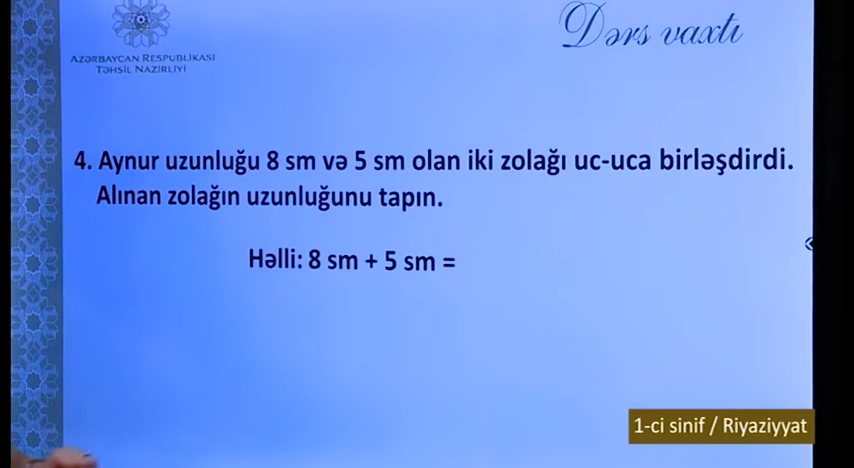 AZƏRBAYCAN RESPUBLİKASI
TƏHSİL NAZİRLİYİ
Dərs vaxtı
4. Aynur uzunluğu 8 sm və 5 sm olan iki zolağı uc-uca birləşdirdi.
Alınan zolağın uzunluğunu tapın.
Həlli: 8 sm + 5 sm =
1-ci sinif / Riyaziyyat